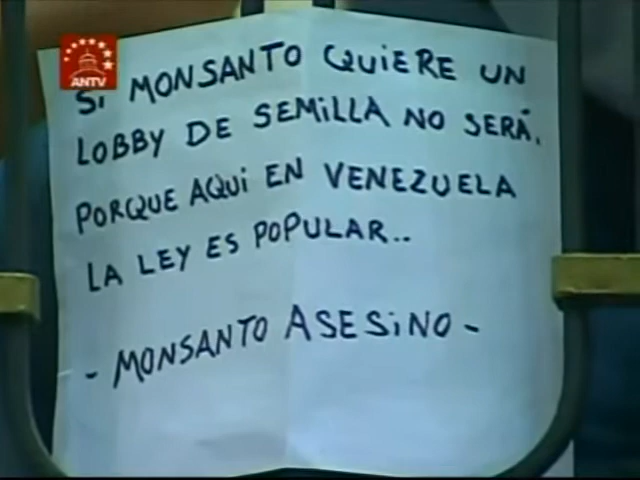 ANTV
Si MONSANTO QUiERE UN
LOBBY DE SEMiLLA NO SERÁ.
PORQUE AQUi EN VENEZUELA
LA LEY ES POPULAR..
- MONSANTO ASESiNO -